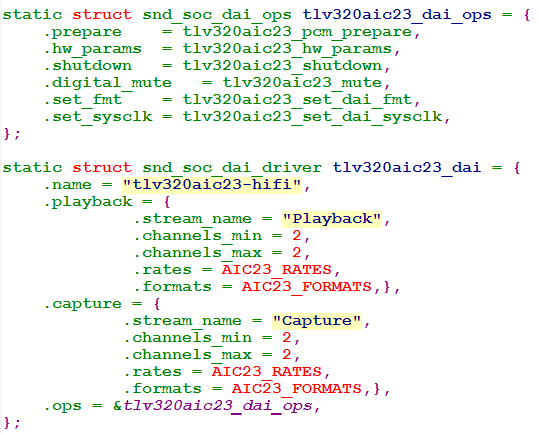 static struct snd_soc_dai_ops tlv320aic23_dai_ops = {
    .prepare    = tlv320aic23_pcm_prepare,
    .hw_params  = tlv320aic23_hw_params,
    .shutdown   = tlv320aic23_shutdown,
    .digital_mute   = tlv320aic23_mute,
    .set_fmt    = tlv320aic23_set_dai_fmt,
    .set_sysclk = tlv320aic23_set_dai_sysclk,
};

static struct snd_soc_dai_driver tlv320aic23_dai = {
    .name = "tlv320aic23-hifi",
    .playback = {
             .stream_name = "Playback",
             .channels_min = 2,
             .channels_max = 2,
             .rates = AIC23_RATES,
             .formats = AIC23_FORMATS,},
    .capture = {
            .stream_name = "Capture",
            .channels_min = 2,
            .channels_max = 2,
            .rates = AIC23_RATES,
            .formats = AIC23_FORMATS,},
    .ops = &tlv320aic23_dai_ops,
};